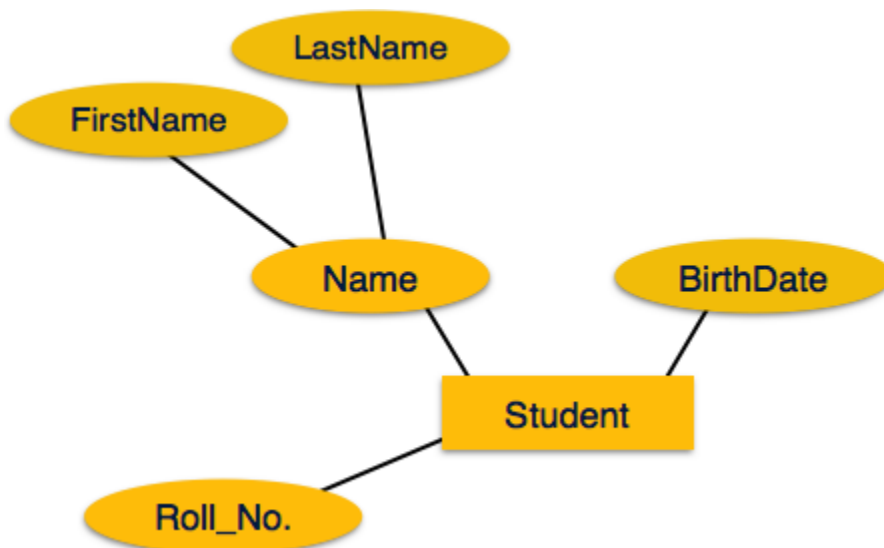 LastName
FirstName
Name
BirthDate
Student
Roll_No.